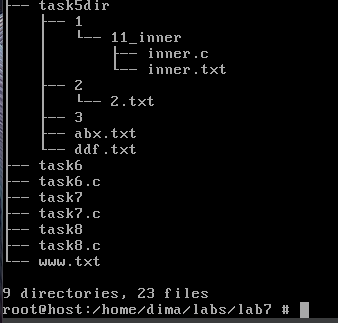 ├── task5dir
│   ├── 1
│   │   └── 11_inner
│   │       ├── inner.c
│   │       └── inner.txt
│   ├── 2
│   │   └── 2.txt
│   ├── 3
│   ├── abx.txt
│   └── ddf.txt
├── task6
├── task6.c
├── task7
├── task7.c
├── task8
├── task8.c
└── www.txt

9 directories, 23 files
root@host:/home/dima/labs/lab7 #